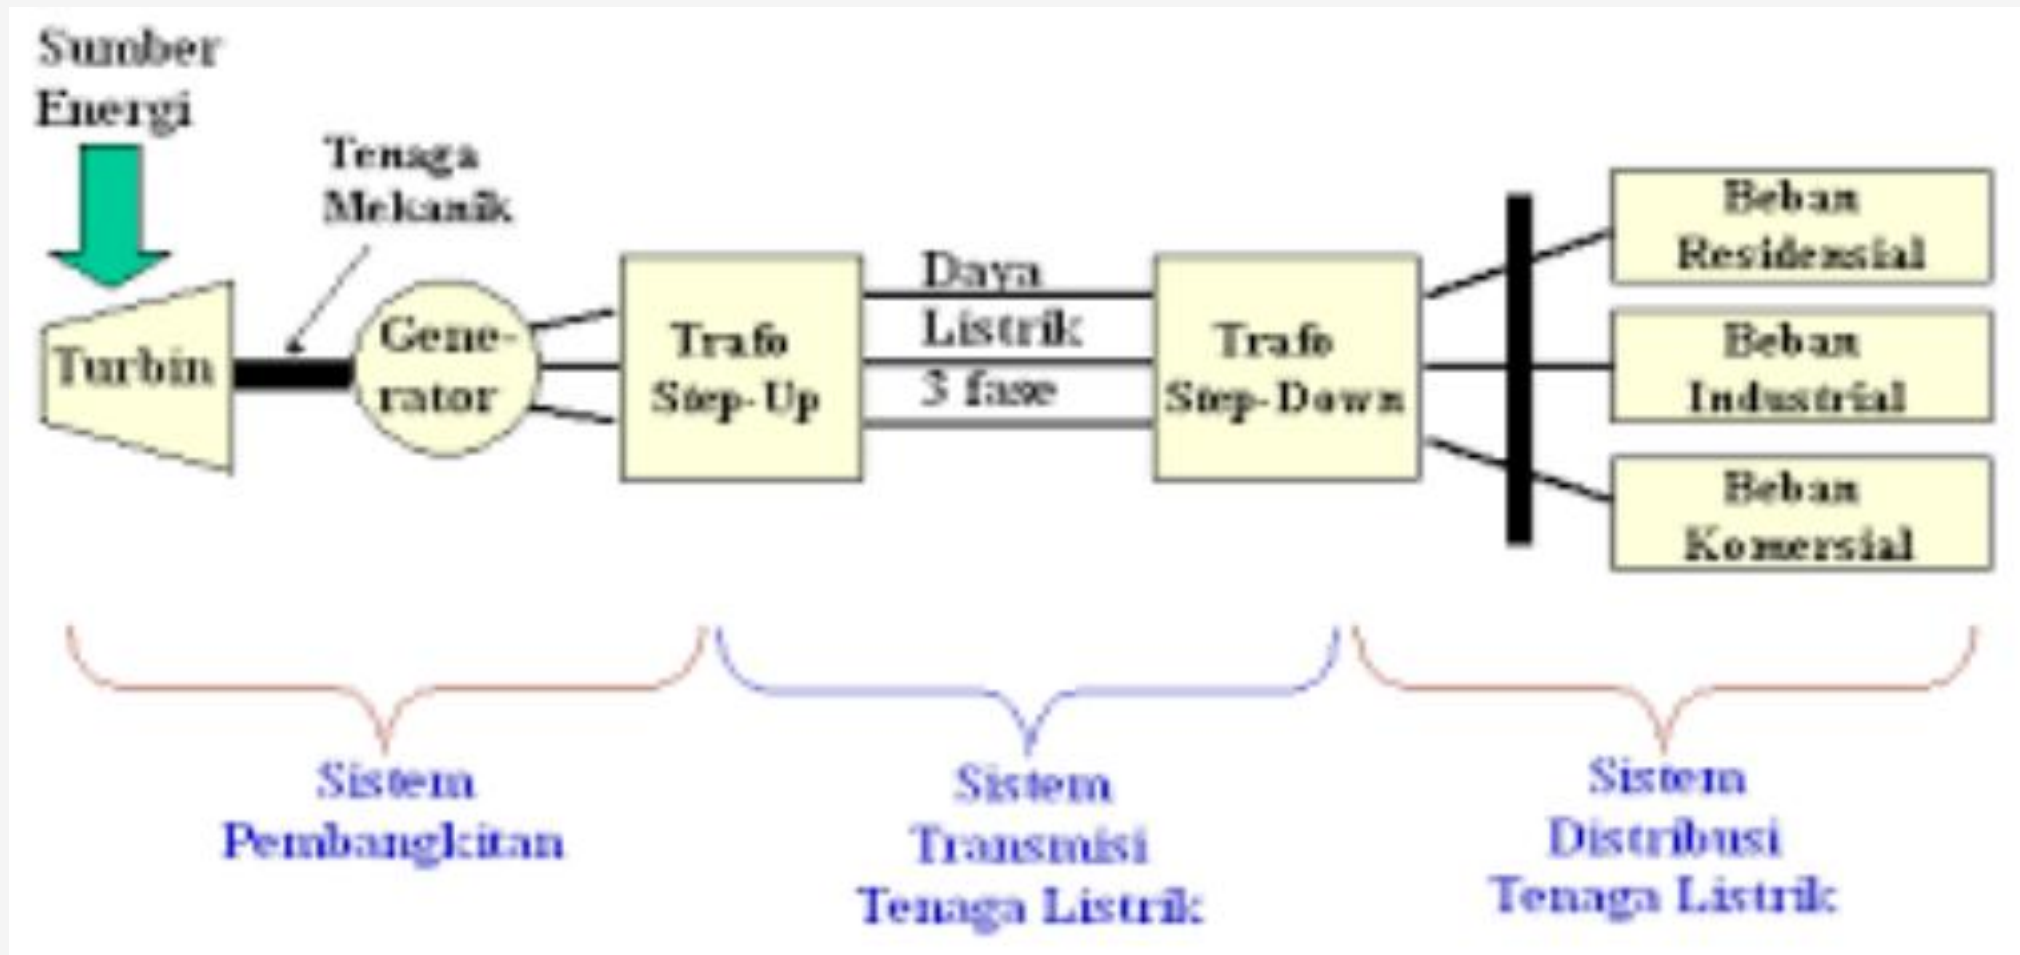 Sumber
Energi
Tenaga
Mekanik
Turbin
Gene-
rator
Trafo
Step-Up
Daya
Listrik
3 fase
Trafo
Step-Down
Beban
Residensial
Beban
Industrial
Beban
Komersial
Sistem
Pembangkitan
Sistem
Transmisi
Tenaga Listrik
Sistem
Distribusi
Tenaga Listrik